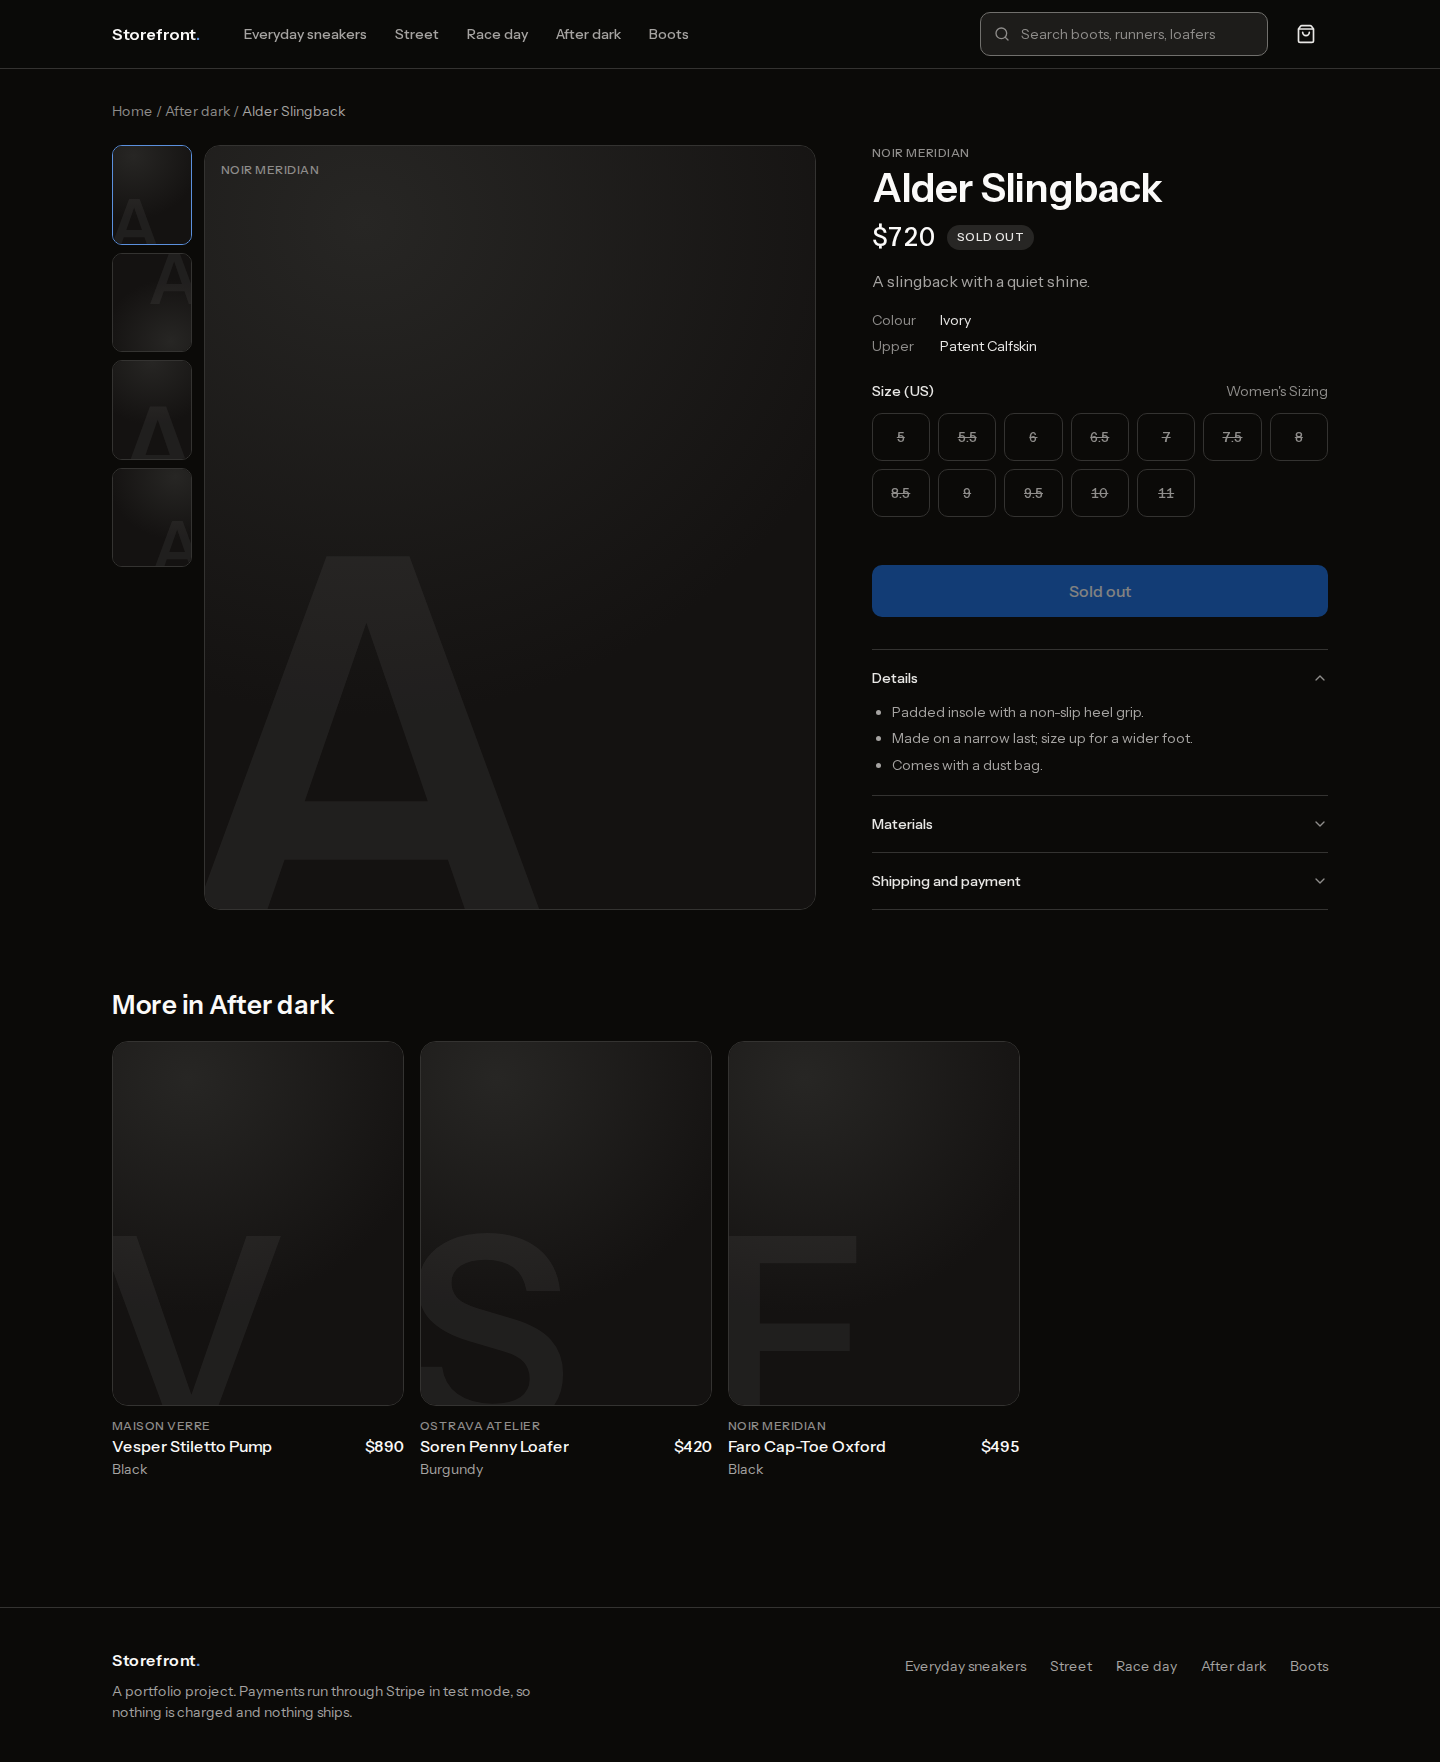 Storefront.
Everyday sneakers Street Race day After dark Boots
Search boots, runners, loafers
Home / After dark / Alder Slingback
A
A
A
A
NOIR MERIDIAN
A
NOIR MERIDIAN
Alder Slingback
$720 SOLD OUT
A slingback with a quiet shine.
Colour Ivory
Upper Patent Calfskin
Size (US) Women's Sizing
5 5.5 6 6.5 7 7.5 8
8.5 9 9.5 10 11
Sold out
Details
Padded insole with a non-slip heel grip.
Made on a narrow last; size up for a wider foot.
Comes with a dust bag.
Materials
Shipping and payment
More in After dark
V S F
MAISON VERRE
Vesper Stiletto Pump $890
Black
OSTRAVA ATELIER
Soren Penny Loafer $420
Burgundy
NOIR MERIDIAN
Faro Cap-Toe Oxford $495
Black
Storefront.
A portfolio project. Payments run through Stripe in test mode, so
nothing is charged and nothing ships.
Everyday sneakers Street Race day After dark Boots